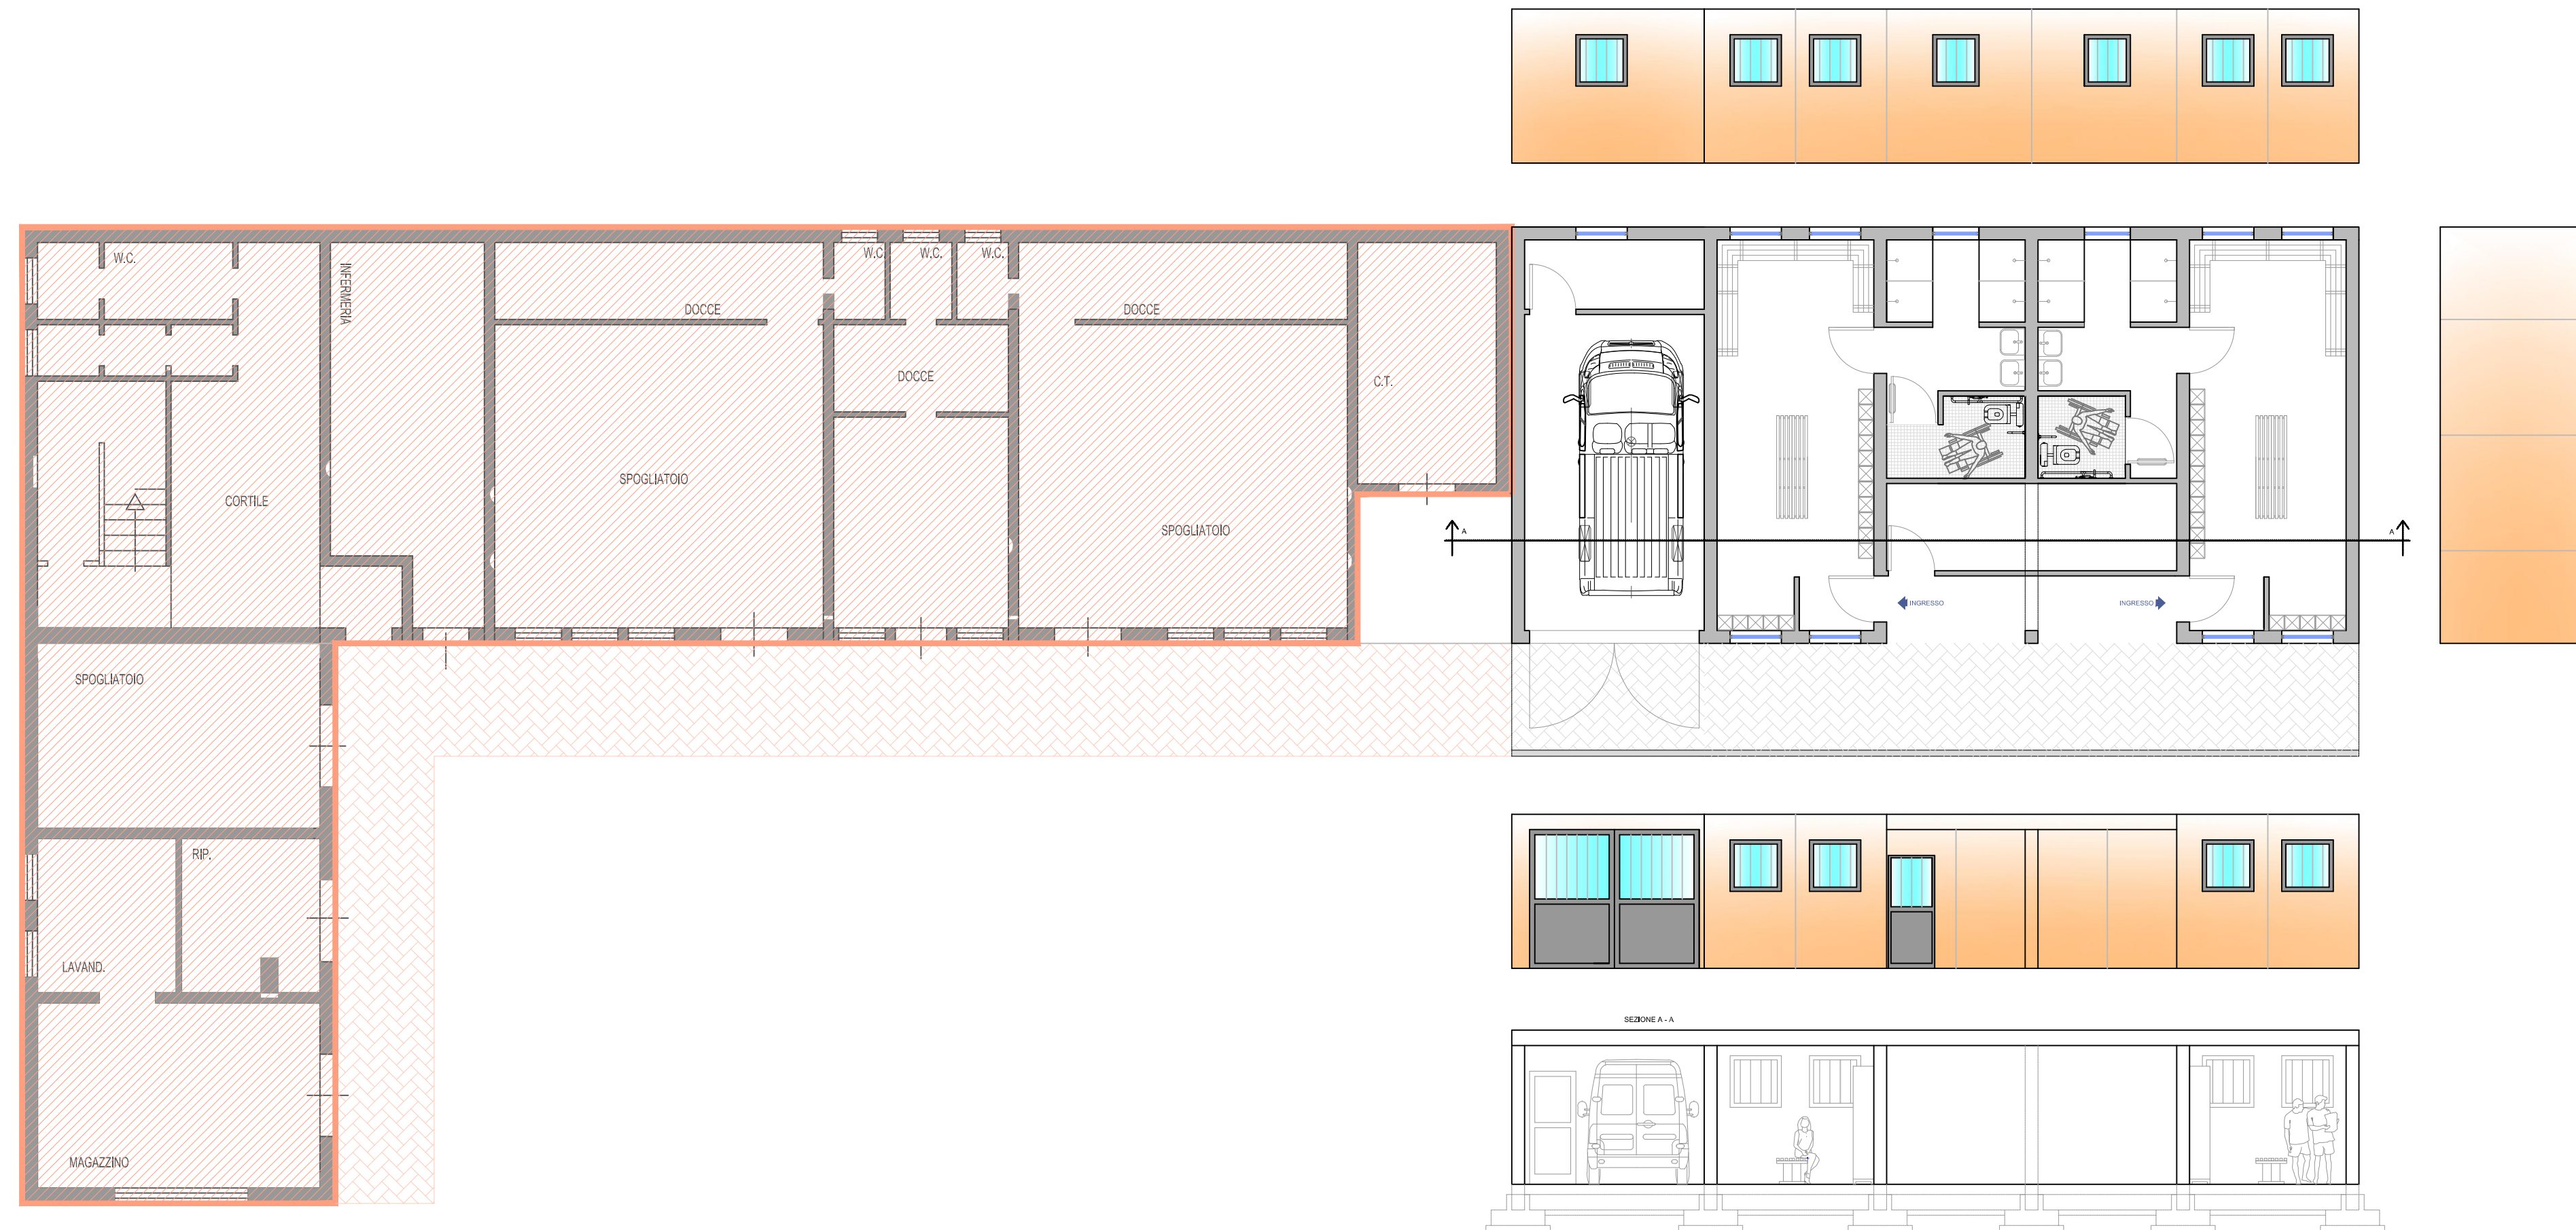 W.C.
INFERMERIA
W.C.
W.C.
W.C.
DOCCE
DOCCE
DOCCE
C.T.
SPOGLIATOIO
CORTILE
SPOGLIATOIO
A
A
INGRESSO
INGRESSO
SPOGLIATOIO
RIP.
LAVAND.
SEZIONE A - A
MAGAZZINO